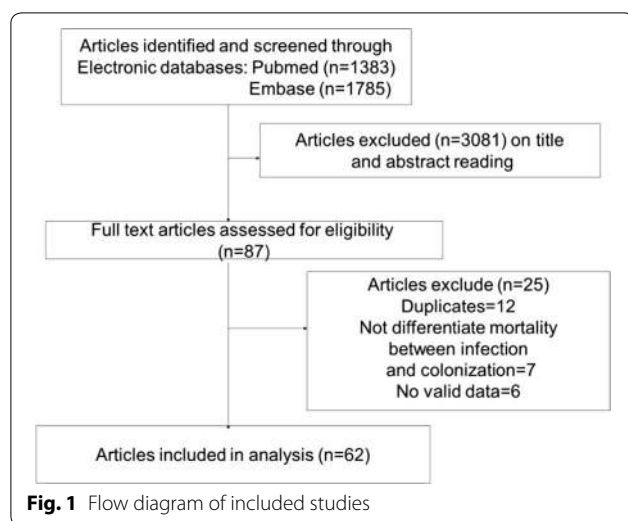 Articles identified and screened through
Electronic databases: Pubmed (n=1383)
Embase (n=1785)
Articles excluded (n=3081) on title
and abstract reading
Full text articles assessed for eligibility
(n=87)
Articles exclude (n=25)
Duplicates=12
Not differentiate mortality
between infection
and colonization=7
No valid data=6
Articles included in analysis (n=62)
Fig. 1 Flow diagram of included studies